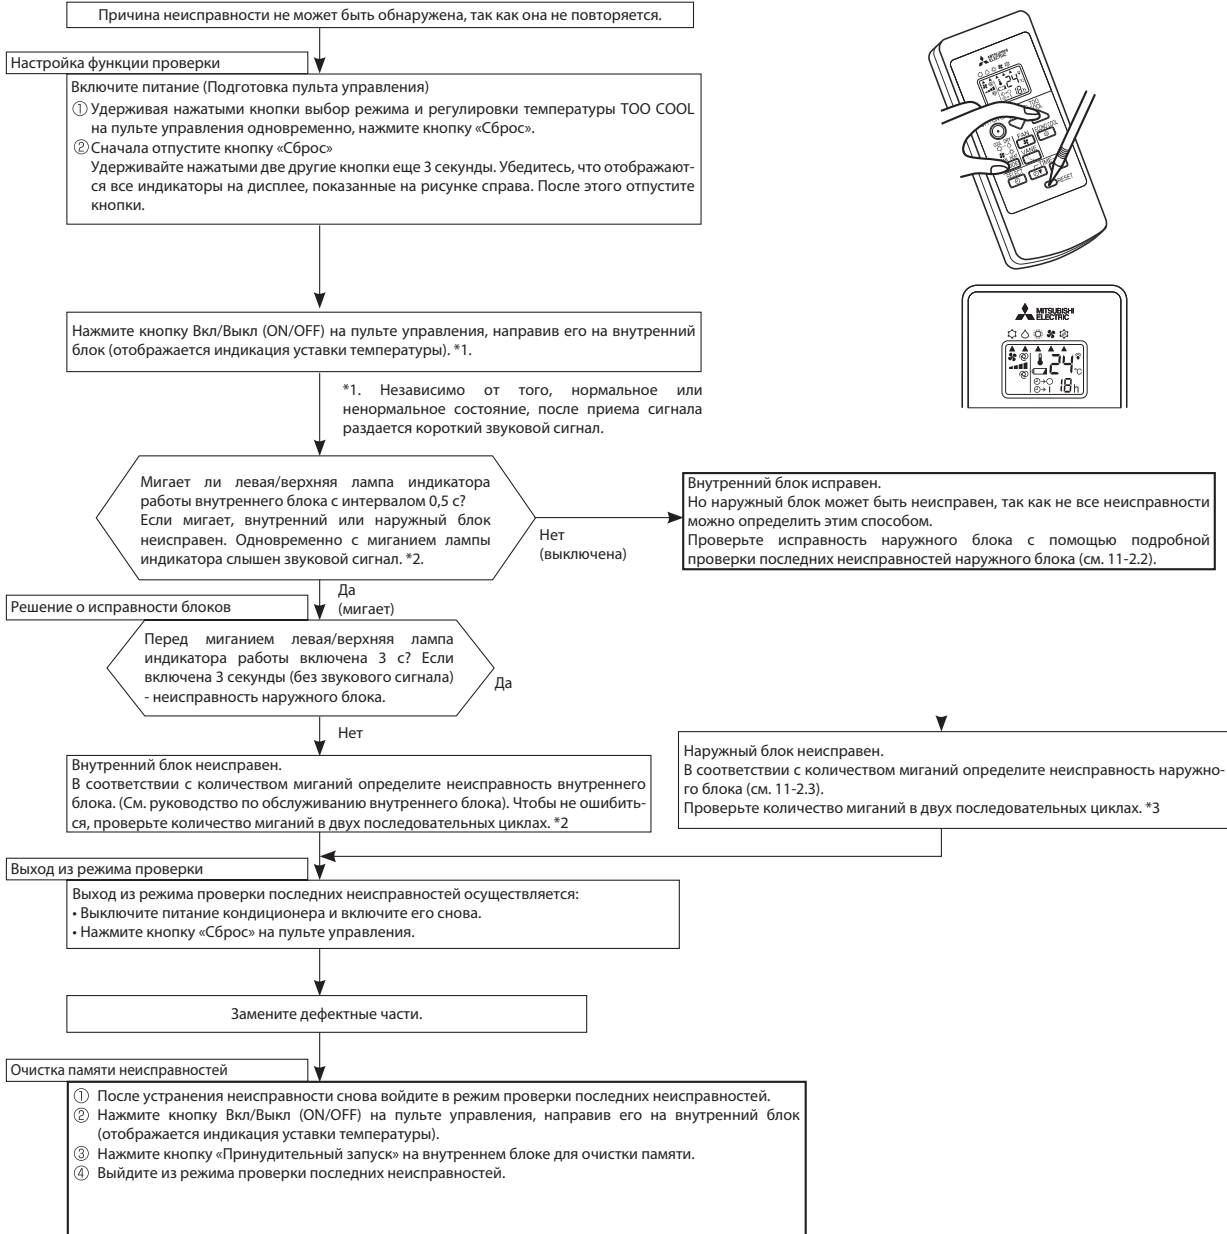 Причина неисправности не может быть обнаружена, так как она не повторяется.
Настройка функции проверки
Включите питание (Подготовка пульта управления)
① Удерживая нажатыми кнопки выбор режима и регулировки температуры TOO COOL
на пульте управления одновременно, нажмите кнопку «Сброс».
② Сначала отпустите кнопку «Сброс»
Удерживайте нажатыми две другие кнопки еще 3 секунды. Убедитесь, что отображают-
ся все индикаторы на дисплее, показанные на рисунке справа. После этого отпустите
кнопки.
MITSUBISHI
ELECTRIC
24
18h
TOO
COOL
FAN
ECONO COOL
VANE
RESET
MITSUBISHI
ELECTRIC
24 °C
18h
Нажмите кнопку Вкл/Выкл (ON/OFF) на пульте управления, направив его на внутренний
блок (отображается индикация уставки температуры). *1.
*1. Независимо от того, нормальное или
ненормальное состояние, после приема сигнала
раздается короткий звуковой сигнал.
Мигает ли левая/верхняя лампа индикатора
работы внутреннего блока с интервалом 0,5 с?
Если мигает, внутренний или наружный блок
неисправен. Одновременно с миганием лампы
индикатора слышен звуковой сигнал. *2.
Нет
(выключена)
Внутренний блок исправен.
Но наружный блок может быть неисправен, так как не все неисправности
можно определить этим способом.
Проверьте исправность наружного блока с помощью подробной
проверки последних неисправностей наружного блока (см. 11-2.2).
Да
(мигает)
Решение о исправности блоков
Перед миганием левая/верхняя лампа
индикатора работы включена 3 с? Если
включена 3 секунды (без звукового сигнала)
- неисправность наружного блока.
Да
Нет
Внутренний блок неисправен.
В соответствии с количеством миганий определите неисправность внутреннего
блока. (См. руководство по обслуживанию внутреннего блока). Чтобы не ошибить-
ся, проверьте количество миганий в двух последовательных циклах. *2
Наружный блок неисправен.
В соответствии с количеством миганий определите неисправность наружно-
го блока (см. 11-2.3).
Проверьте количество миганий в двух последовательных циклах. *3
Выход из режима проверки
Выход из режима проверки последних неисправностей осуществляется:
• Выключите питание кондиционера и включите его снова.
• Нажмите кнопку «Сброс» на пульте управления.
Замените дефектные части.
Очистка памяти неисправностей
① После устранения неисправности снова войдите в режим проверки последних неисправностей.
② Нажмите кнопку Вкл/Выкл (ON/OFF) на пульте управления, направив его на внутренний блок
(отображается индикация уставки температуры).
③ Нажмите кнопку «Принудительный запуск» на внутреннем блоке для очистки памяти.
④ Выйдите из режима проверки последних неисправностей.